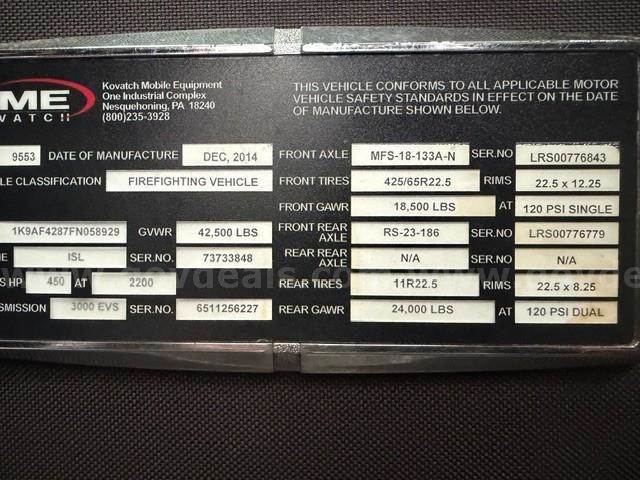 ME
VATCH
Kovatch Mobile Equipment
One Industrial Complex
Nesquehoning, PA 18240
(800)235-3928
THIS VEHICLE CONFORMS TO ALL APPLICABLE MOTOR
VEHICLE SAFETY STANDARDS IN EFFECT ON THE DATE
OF MANUFACTURE SHOWN BELOW.
9553 DATE OF MANUFACTURE DEC, 2014 FRONT AXLE MFS-18-133A-N SER.NO LRS00776843
LE CLASSIFICATION FIREFIGHTING VEHICLE FRONT TIRES 425/65R22.5 RIMS 22.5 x 12.25
FRONT GAWR 18,500 LBS AT 120 PSI SINGLE
1K9AF4287FN058929 GVWR 42,500 LBS FRONT REAR AXLE RS-23-186 SER.NO LRS00776779
NE ISL SER.NO. 73733848 REAR REAR AXLE N/A SER.NO N/A
S HP 450 AT 2200 REAR TIRES 11R22.5 RIMS 22.5 x 8.25
SMISSION 3000 EVS SER.NO. 6511256227 REAR GAWR 24,000 LBS AT 120 PSI DUAL